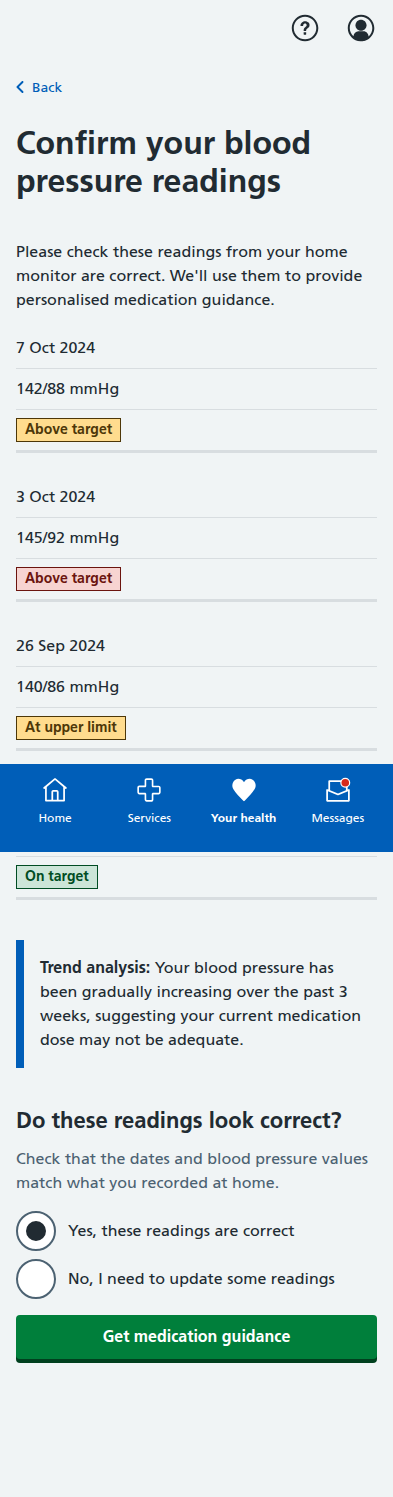 Back
Confirm your blood
pressure readings
Please check these readings from your home
monitor are correct. We'll use them to provide
personalised medication guidance.
7 Oct 2024
142/88 mmHg
Above target
3 Oct 2024
145/92 mmHg
Above target
26 Sep 2024
140/86 mmHg
At upper limit
Home Services Your health Messages
On target
Trend analysis: Your blood pressure has
been gradually increasing over the past 3
weeks, suggesting your current medication
dose may not be adequate.
Do these readings look correct?
Check that the dates and blood pressure values
match what you recorded at home.
Yes, these readings are correct
No, I need to update some readings
Get medication guidance